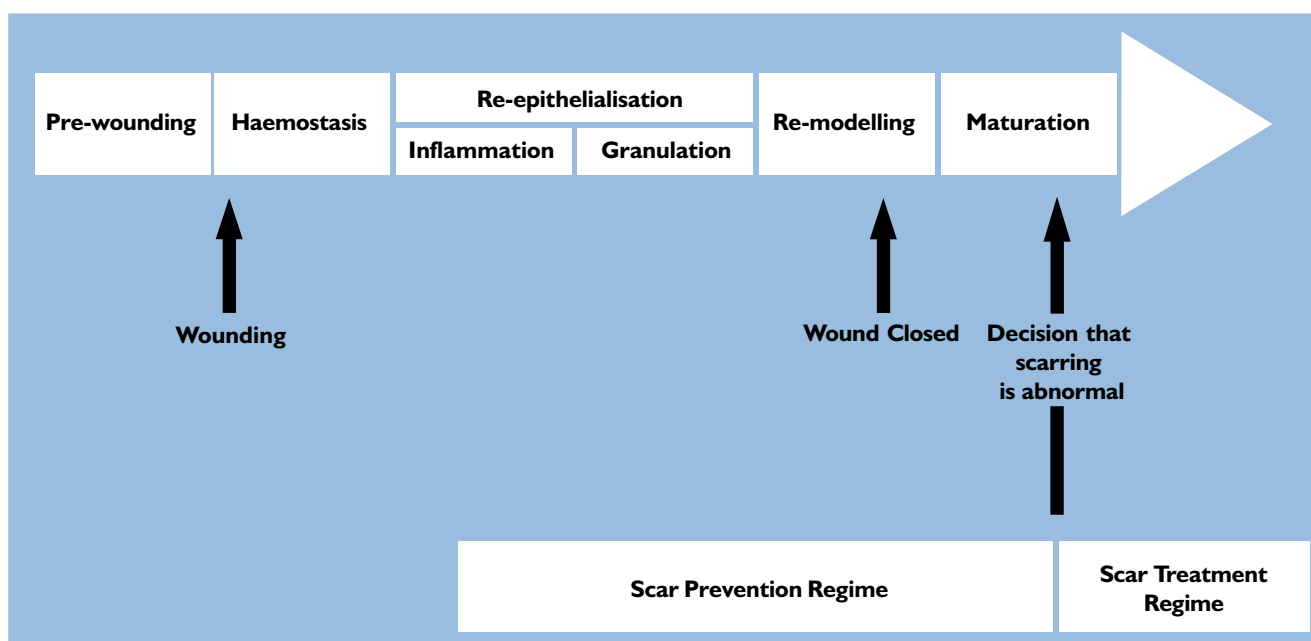 Pre-wounding
Haemostasis
Re-epithelialisation
Inflammation
Granulation
Re-modelling
Maturation
Wounding
Wound Closed
Decision that
scarring
is abnormal
Scar Prevention Regime
Scar Treatment
Regime